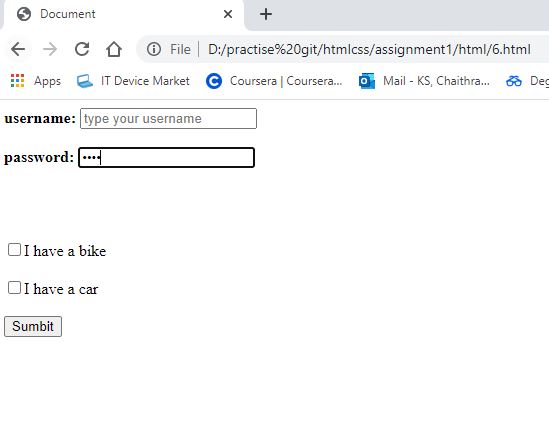 Document
File D:/practise%20git/htmlcss/assignment1/html/6.html
Apps IT Device Market Coursera | Coursera... Mail - KS, Chaithra... Deg
username: type your username
password: ••••
I have a bike
I have a car
Sumbit